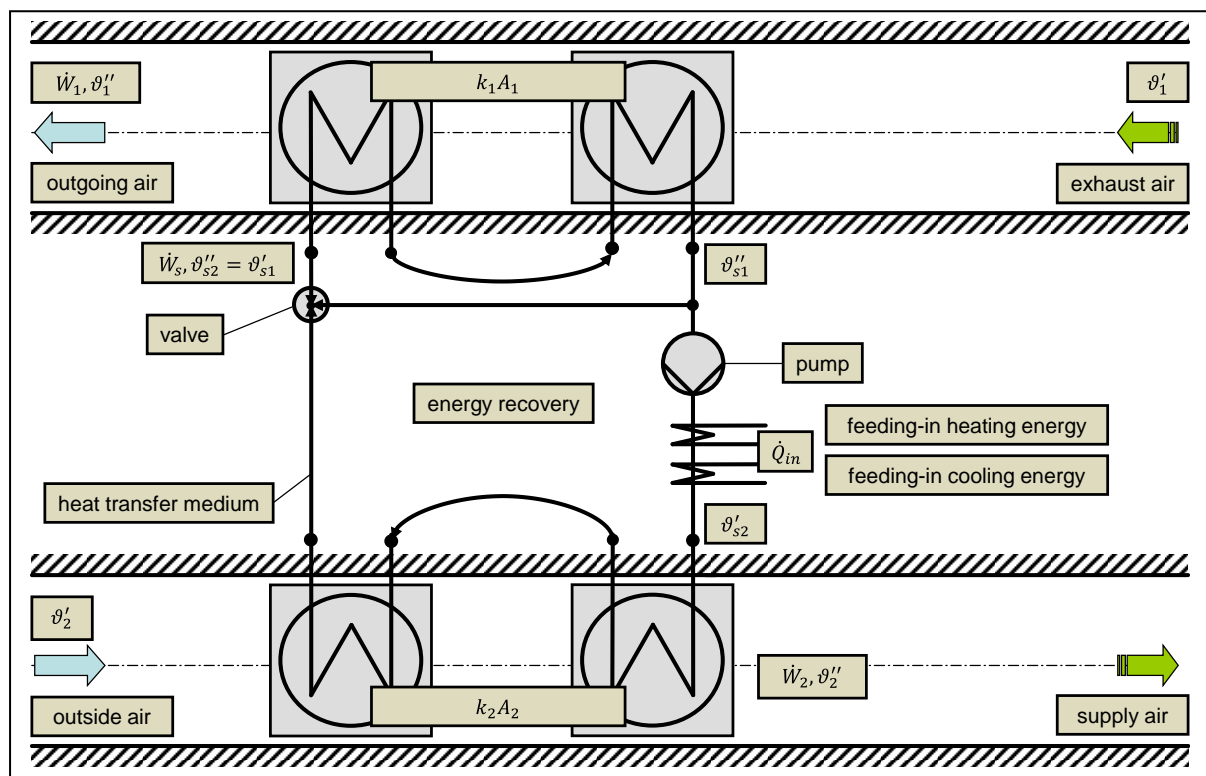 Ẇ₁, ϑ₁′′
k₁A₁
ϑ₁′
outgoing air
exhaust air
Ẇₛ, ϑₛ₂′′ = ϑₛ₁′
ϑₛ₁′′
valve
pump
energy recovery
feeding-in heating energy
Q̇ᵢₙ
feeding-in cooling energy
heat transfer medium
ϑₛ₂′
ϑ₂′
Ẇ₂, ϑ₂′′
k₂A₂
outside air
supply air